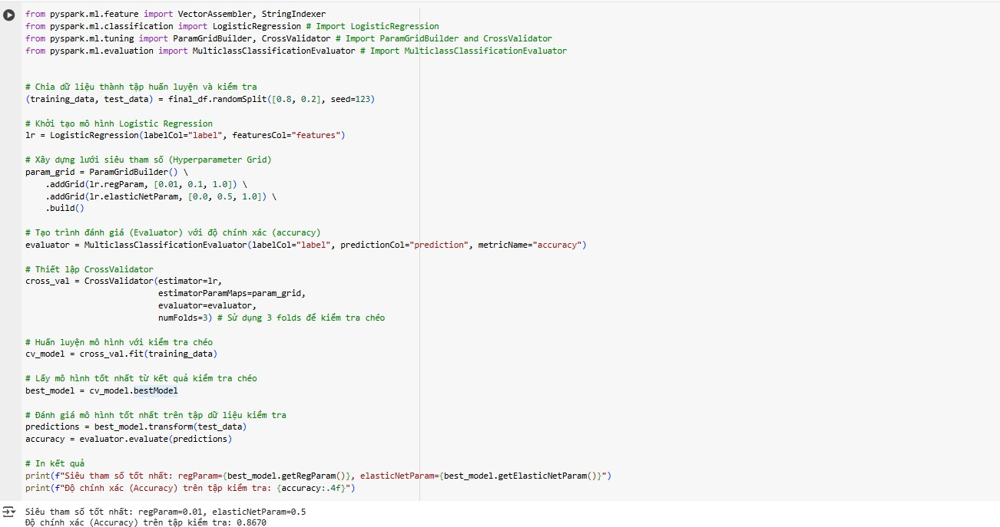 from pyspark.ml.feature import VectorAssembler, StringIndexer
from pyspark.ml.classification import LogisticRegression # Import LogisticRegression
from pyspark.ml.tuning import ParamGridBuilder, CrossValidator # Import ParamGridBuilder and CrossValidator
from pyspark.ml.evaluation import MulticlassClassificationEvaluator # Import MulticlassClassificationEvaluator
# Chia dữ liệu thành tập huấn luyện và kiểm tra
(training_data, test_data) = final_df.randomSplit([0.8, 0.2], seed=123)
# Khởi tạo mô hình Logistic Regression
lr = LogisticRegression(labelCol="label", featuresCol="features")
# Xây dựng lưới siêu tham số (Hyperparameter Grid)
param_grid = ParamGridBuilder() \
    .addGrid(lr.regParam, [0.01, 0.1, 1.0]) \
    .addGrid(lr.elasticNetParam, [0.0, 0.5, 1.0]) \
    .build()
# Tạo trình đánh giá (Evaluator) với độ chính xác (accuracy)
evaluator = MulticlassClassificationEvaluator(labelCol="label", predictionCol="prediction", metricName="accuracy")
# Thiết lập CrossValidator
cross_val = CrossValidator(estimator=lr,
                           estimatorParamMaps=param_grid,
                           evaluator=evaluator,
                           numFolds=3) # Sử dụng 3 folds để kiểm tra chéo
# Huấn luyện mô hình với kiểm tra chéo
cv_model = cross_val.fit(training_data)
# Lấy mô hình tốt nhất từ kết quả kiểm tra chéo
best_model = cv_model.bestModel
# Đánh giá mô hình tốt nhất trên tập dữ liệu kiểm tra
predictions = best_model.transform(test_data)
accuracy = evaluator.evaluate(predictions)
# In kết quả
print(f"Siêu tham số tốt nhất: regParam={best_model.getRegParam()}, elasticNetParam={best_model.getElasticNetParam()}")
print(f"Độ chính xác (Accuracy) trên tập kiểm tra: {accuracy:.4f}")
Siêu tham số tốt nhất: regParam=0.01, elasticNetParam=0.5
Độ chính xác (Accuracy) trên tập kiểm tra: 0.8670